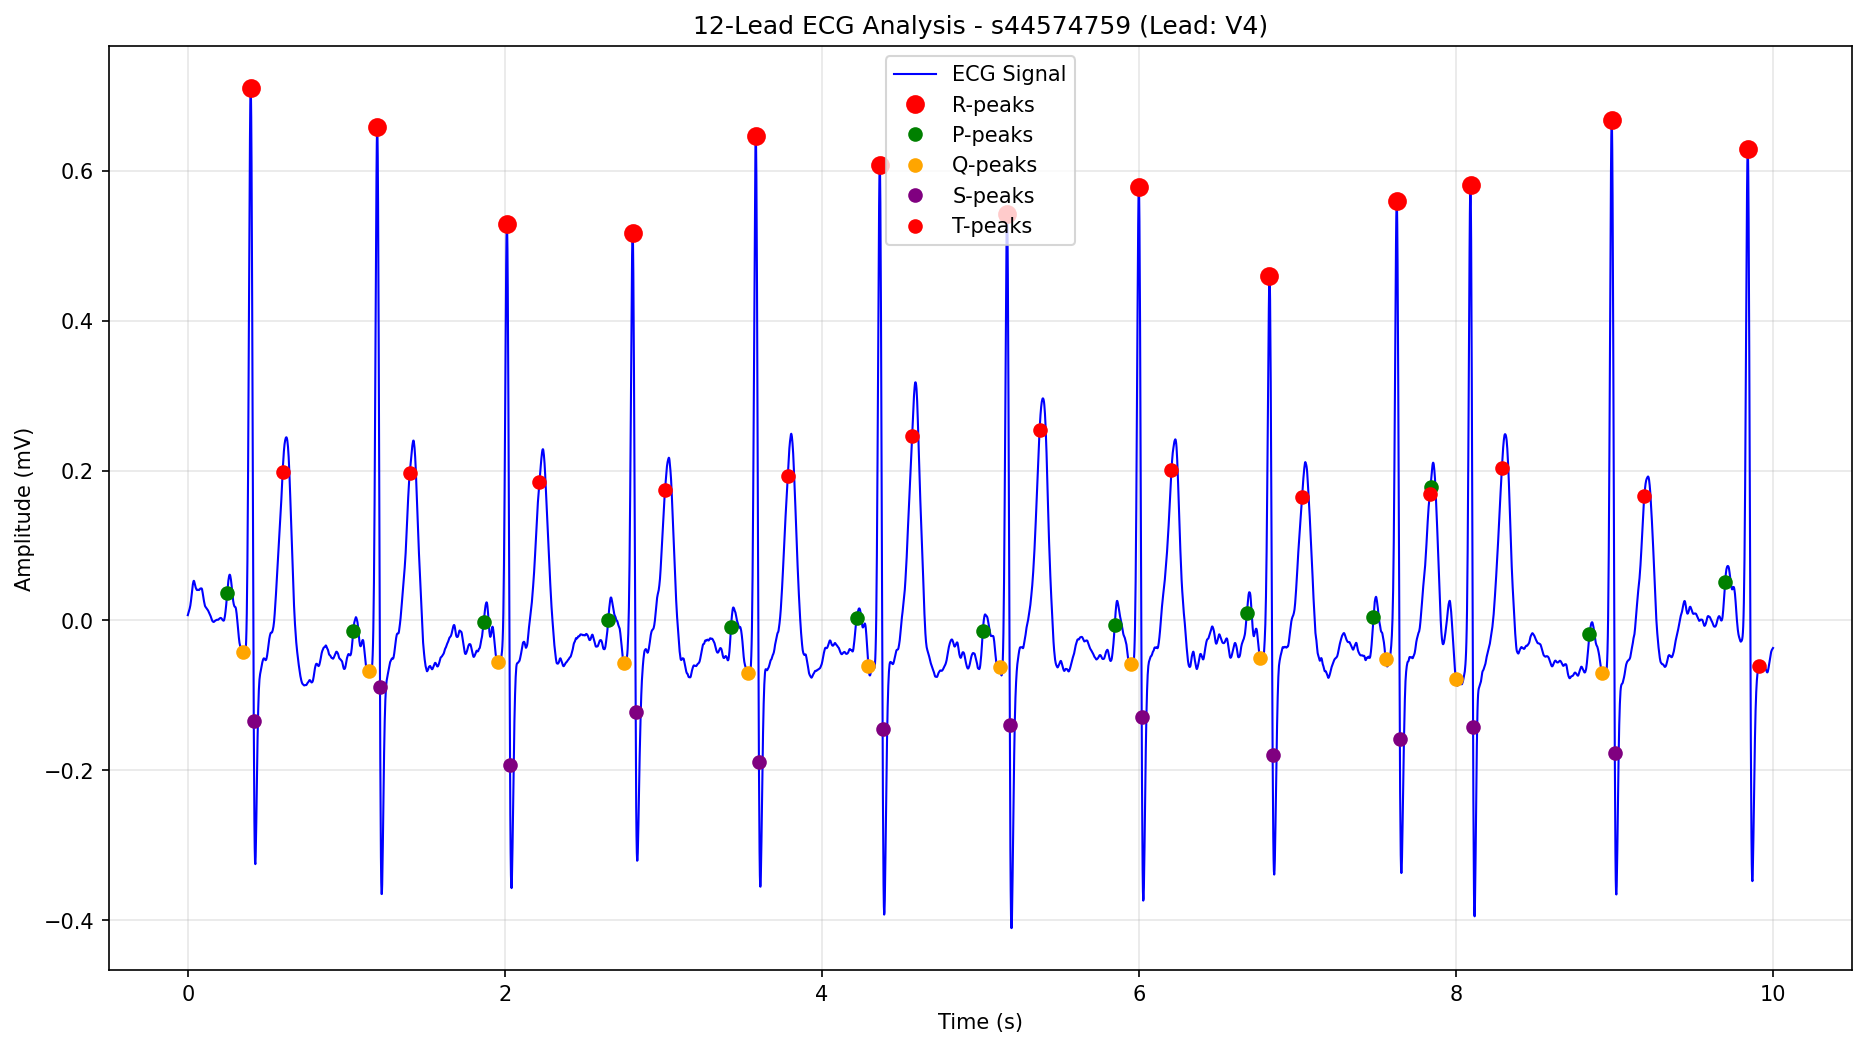 12-Lead ECG Analysis - s44574759 (Lead: V4)
ECG Signal
R-peaks
P-peaks
Q-peaks
S-peaks
T-peaks
Amplitude (mV)
0.6
0.4
0.2
0.0
−0.2
−0.4
0 2 4 6 8 10
Time (s)